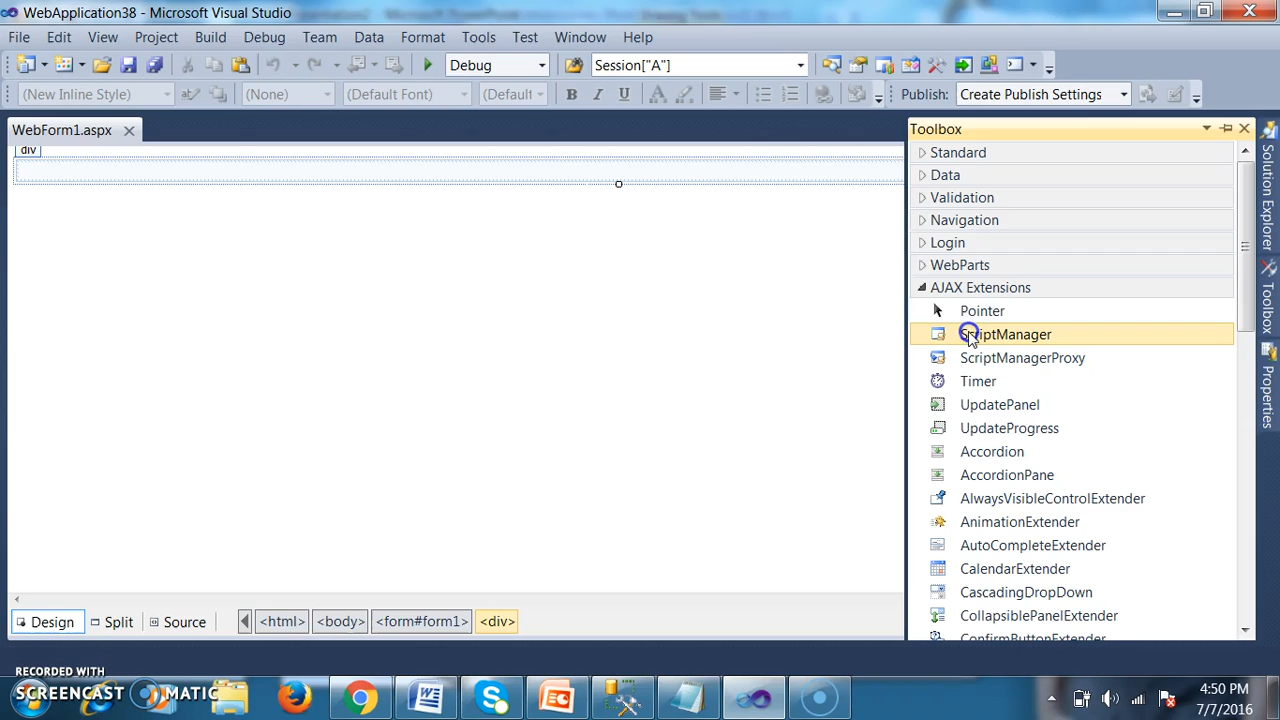 WebApplication38 - Microsoft Visual Studio
File Edit View Project Build Debug Team Data Format Tools Test Window Help
Debug Session["A"]
(New Inline Style) (None) (Default Font) (Default B I U A Publish: Create Publish Settings
WebForm1.aspx
div
Toolbox
Standard
Data
Validation
Navigation
Login
WebParts
AJAX Extensions
Pointer
ScriptManager
ScriptManagerProxy
Timer
UpdatePanel
UpdateProgress
Accordion
AccordionPane
AlwaysVisibleControlExtender
AnimationExtender
AutoCompleteExtender
CalendarExtender
CascadingDropDown
CollapsiblePanelExtender
ConfirmButtonExtender
Solution Explorer
Toolbox
Properties
Design Split Source <html> <body> <form#form1> <div>
RECORDED WITH
SCREENCAST MATIC
4:50 PM
7/7/2016